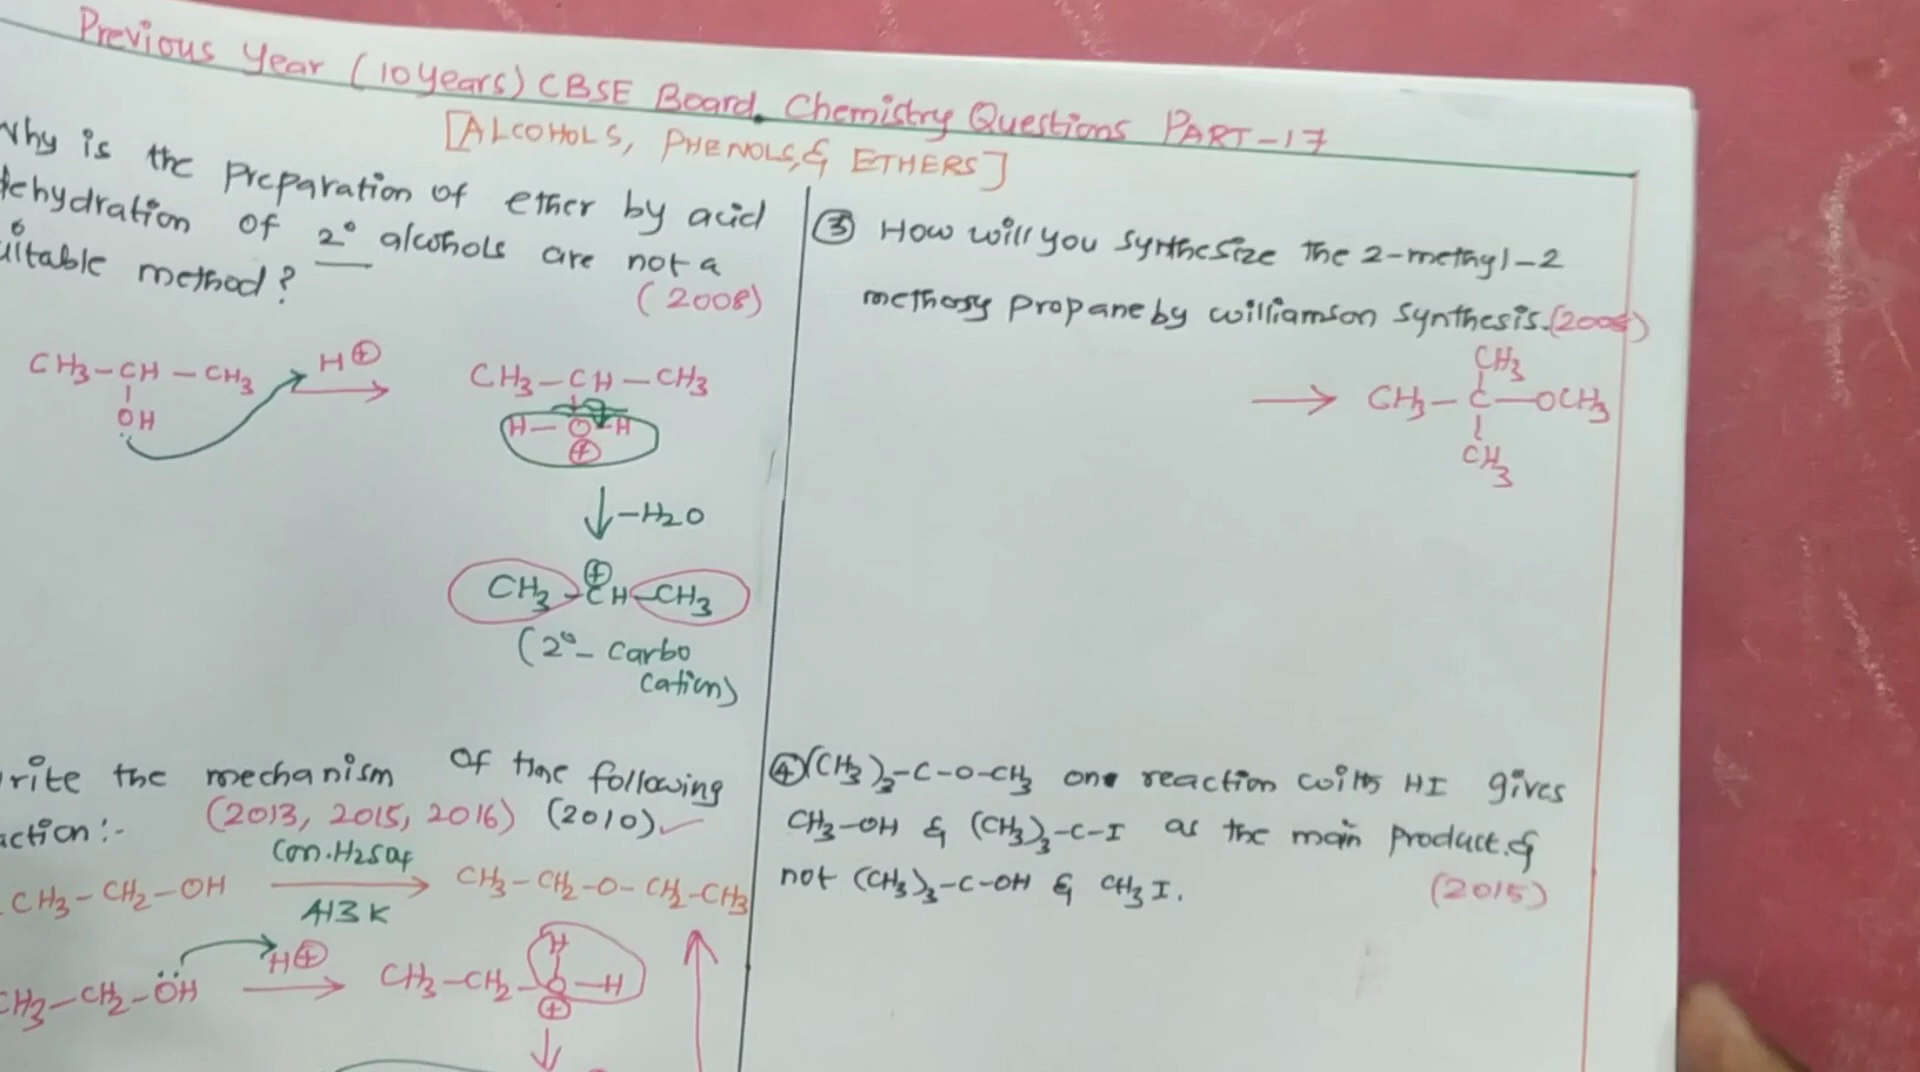 Previous Year (10 years) CBSE Board Chemistry Questions PART-17
[ALCOHOLS, PHENOLS, & ETHERS]
Why is the Preparation of ether by acid
dehydration of 2° alcohols are not a
suitable method?
(2008)
CH3-CH-CH3 H⊕ CH3-CH-CH3
OH
H-O-H
⊕
-H2O
⊕
CH3-CH-CH3
(2°- Carbo
cation)
rite the mechanism of the following
action:- (2013, 2015, 2016) (2010)
CH3-CH2-OH Con.H2SO4 CH3-CH2-O-CH2-CH3
413 K
CH3-CH2-ÖH H⊕ CH3-CH2-O-H
H
⊕
③ How will you Synthesize the 2-methyl-2
methoxy propane by williamson Synthesis.
CH3
→ CH3-C-OCH3
CH3
④ (CH3)3-C-O-CH3 one reaction with HI gives
CH3-OH & (CH3)3-C-I as the main product. &
not (CH3)3-C-OH & CH3I.
(2015)